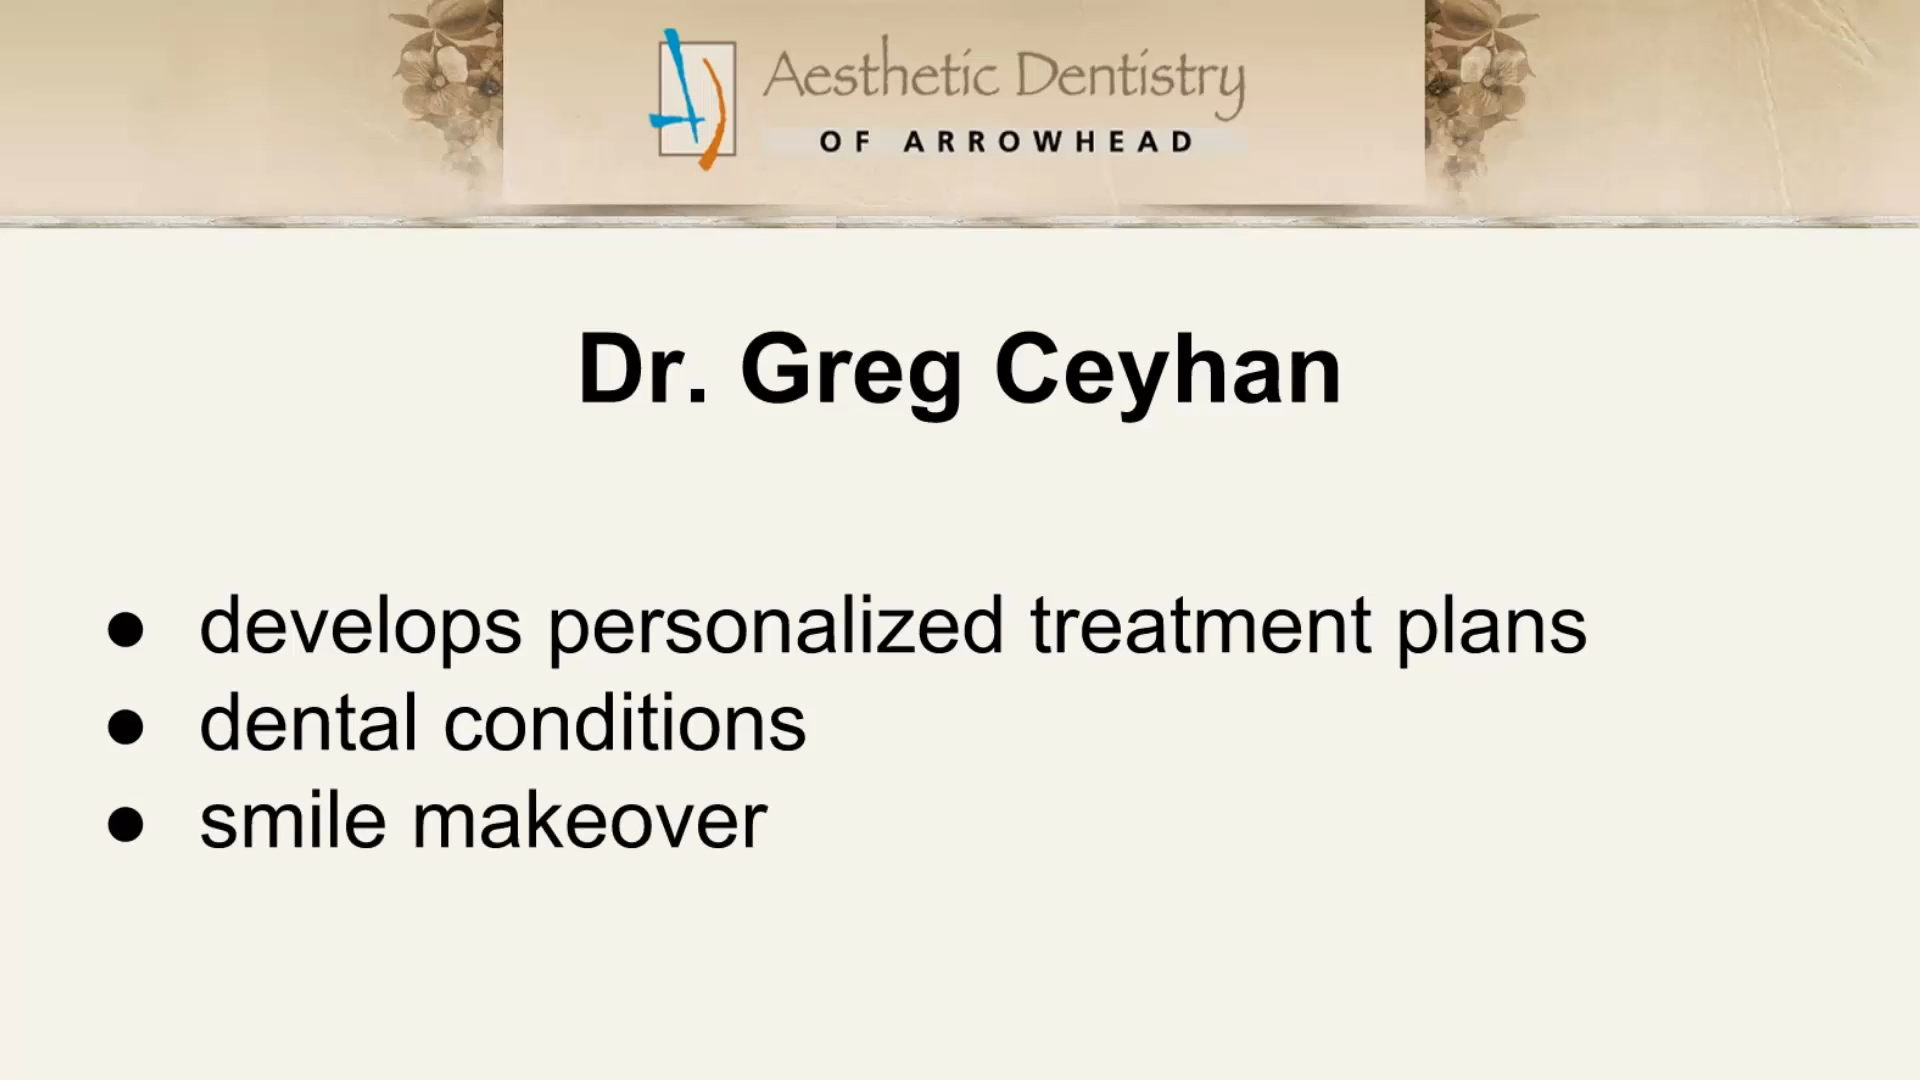 Aesthetic Dentistry
OF ARROWHEAD
Dr. Greg Ceyhan
● develops personalized treatment plans
● dental conditions
● smile makeover